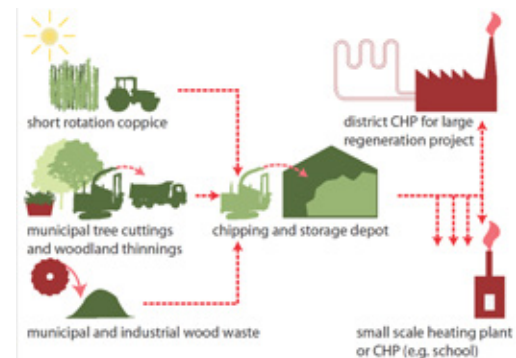 short rotation coppice
district CHP for large
regeneration project
municipal tree cuttings
and woodland thinnings
chipping and storage depot
municipal and industrial wood waste
small scale heating plant
or CHP (e.g. school)